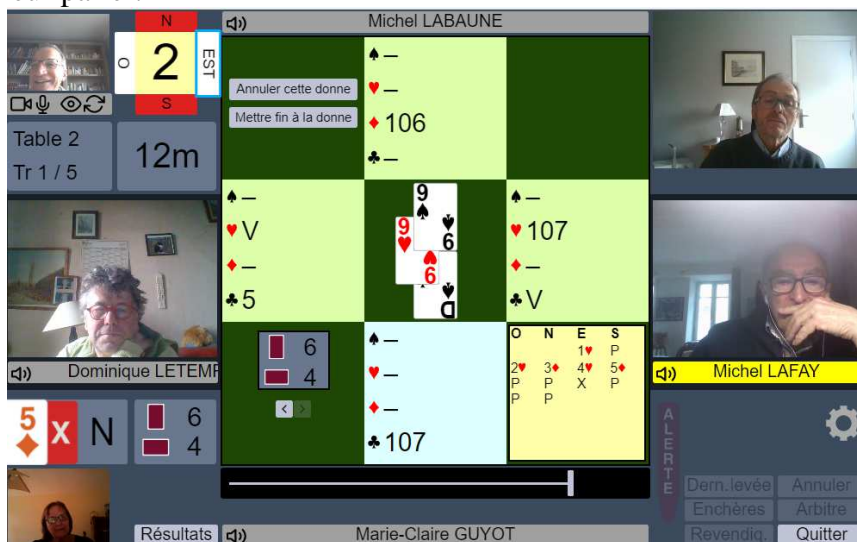 N
O
2
EST
S
Michel LABAUNE
Annuler cette donne
Mettre fin à la donne
♠ –
♥ –
♦ 106
♣ –
Table 2
Tr 1 / 5
12m
♠ –
♥ V
♦ –
♣ 5
9
9
6
6
D
♠ –
♥ 107
♦ –
♣ V
6
4
♠ –
♥ –
♦ –
♣ 107
O N E S
1♥ P
2♥ 3♦ 4♥ 5♦
P P X P
P P
Dominique LETEMF
Michel LAFAY
5♦ X N
6
4
ALERTE
Dern.levée Annuler
Enchères Arbitre
Revendiq. Quitter
Résultats
Marie-Claire GUYOT